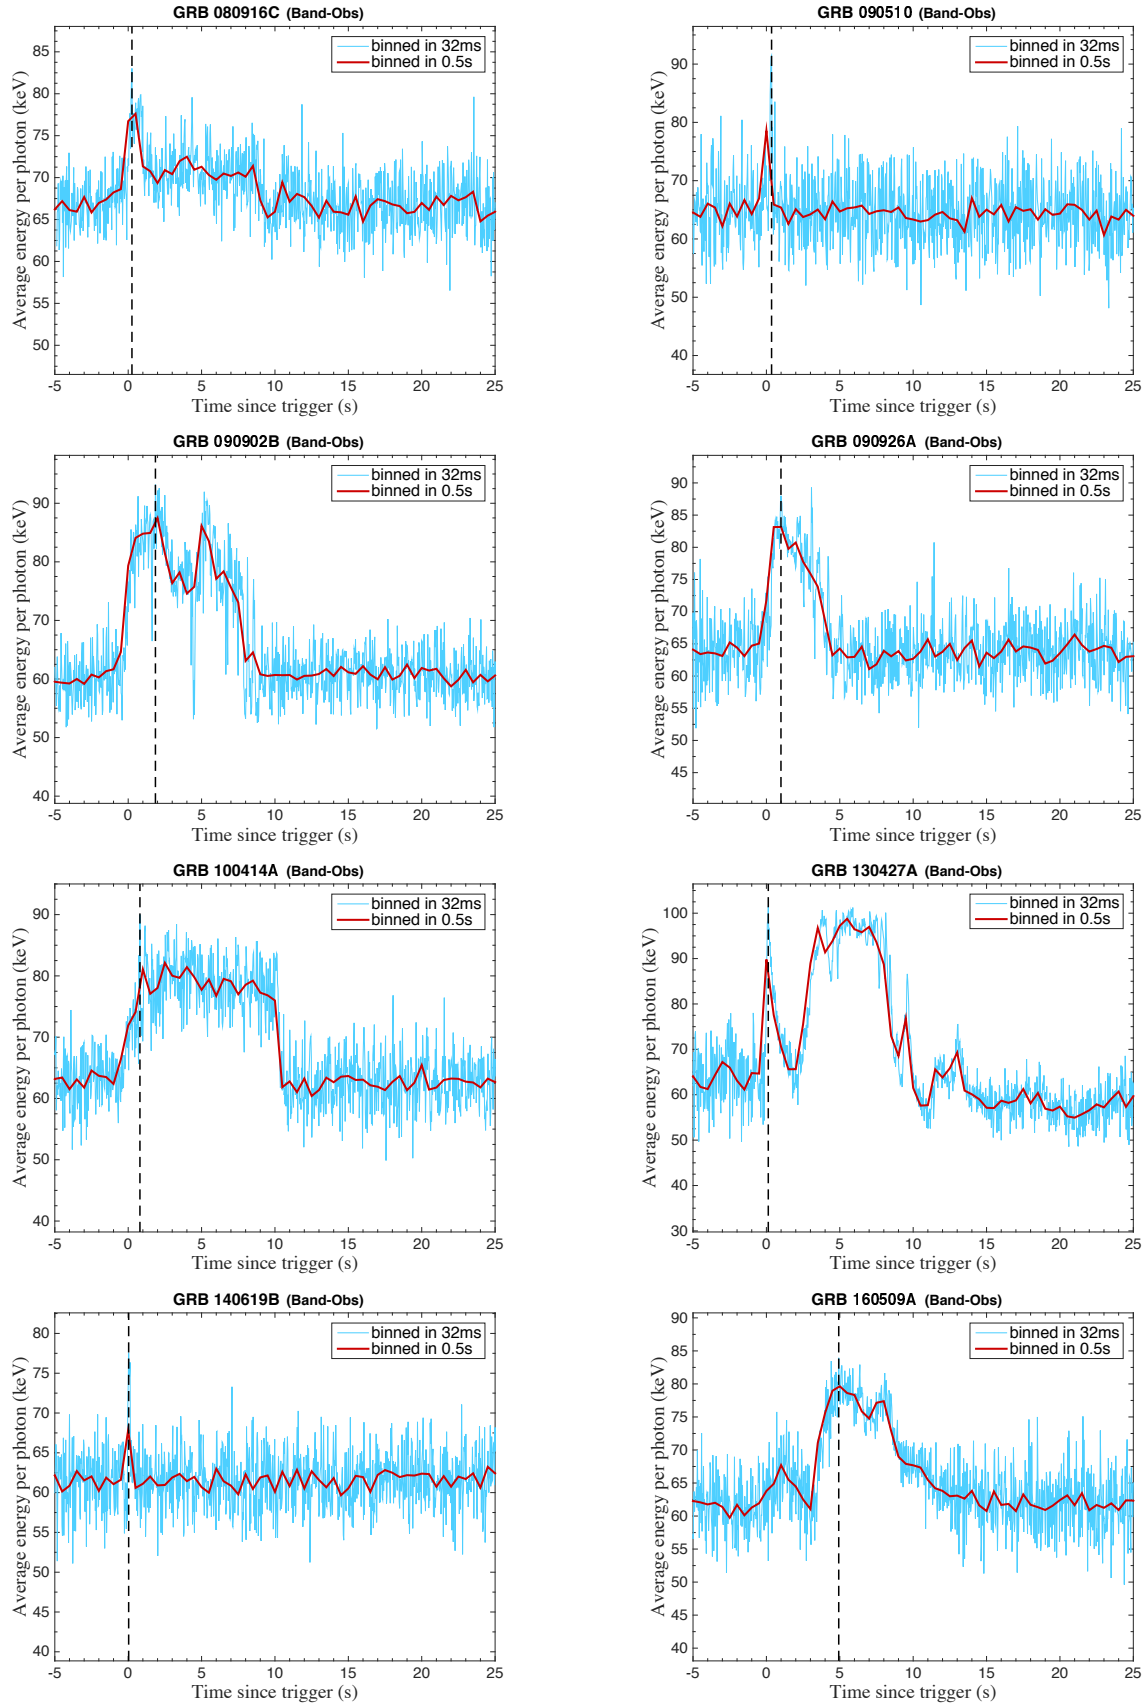 GRB 080916C (Band-Obs)
binned in 32ms
binned in 0.5s
Average energy per photon (keV)
85
80
75
70
65
60
55
50
-5 0 5 10 15 20 25
Time since trigger (s)
GRB 090510 (Band-Obs)
binned in 32ms
binned in 0.5s
Average energy per photon (keV)
90
80
70
60
50
40
-5 0 5 10 15 20 25
Time since trigger (s)
GRB 090902B (Band-Obs)
binned in 32ms
binned in 0.5s
Average energy per photon (keV)
90
80
70
60
50
40
-5 0 5 10 15 20 25
Time since trigger (s)
GRB 090926A (Band-Obs)
binned in 32ms
binned in 0.5s
Average energy per photon (keV)
90
85
80
75
70
65
60
55
50
45
-5 0 5 10 15 20 25
Time since trigger (s)
GRB 100414A (Band-Obs)
binned in 32ms
binned in 0.5s
Average energy per photon (keV)
90
80
70
60
50
40
-5 0 5 10 15 20 25
Time since trigger (s)
GRB 130427A (Band-Obs)
binned in 32ms
binned in 0.5s
Average energy per photon (keV)
100
90
80
70
60
50
40
30
-5 0 5 10 15 20 25
Time since trigger (s)
GRB 140619B (Band-Obs)
binned in 32ms
binned in 0.5s
Average energy per photon (keV)
80
75
70
65
60
55
50
45
40
-5 0 5 10 15 20 25
Time since trigger (s)
GRB 160509A (Band-Obs)
binned in 32ms
binned in 0.5s
Average energy per photon (keV)
90
85
80
75
70
65
60
55
50
45
40
-5 0 5 10 15 20 25
Time since trigger (s)